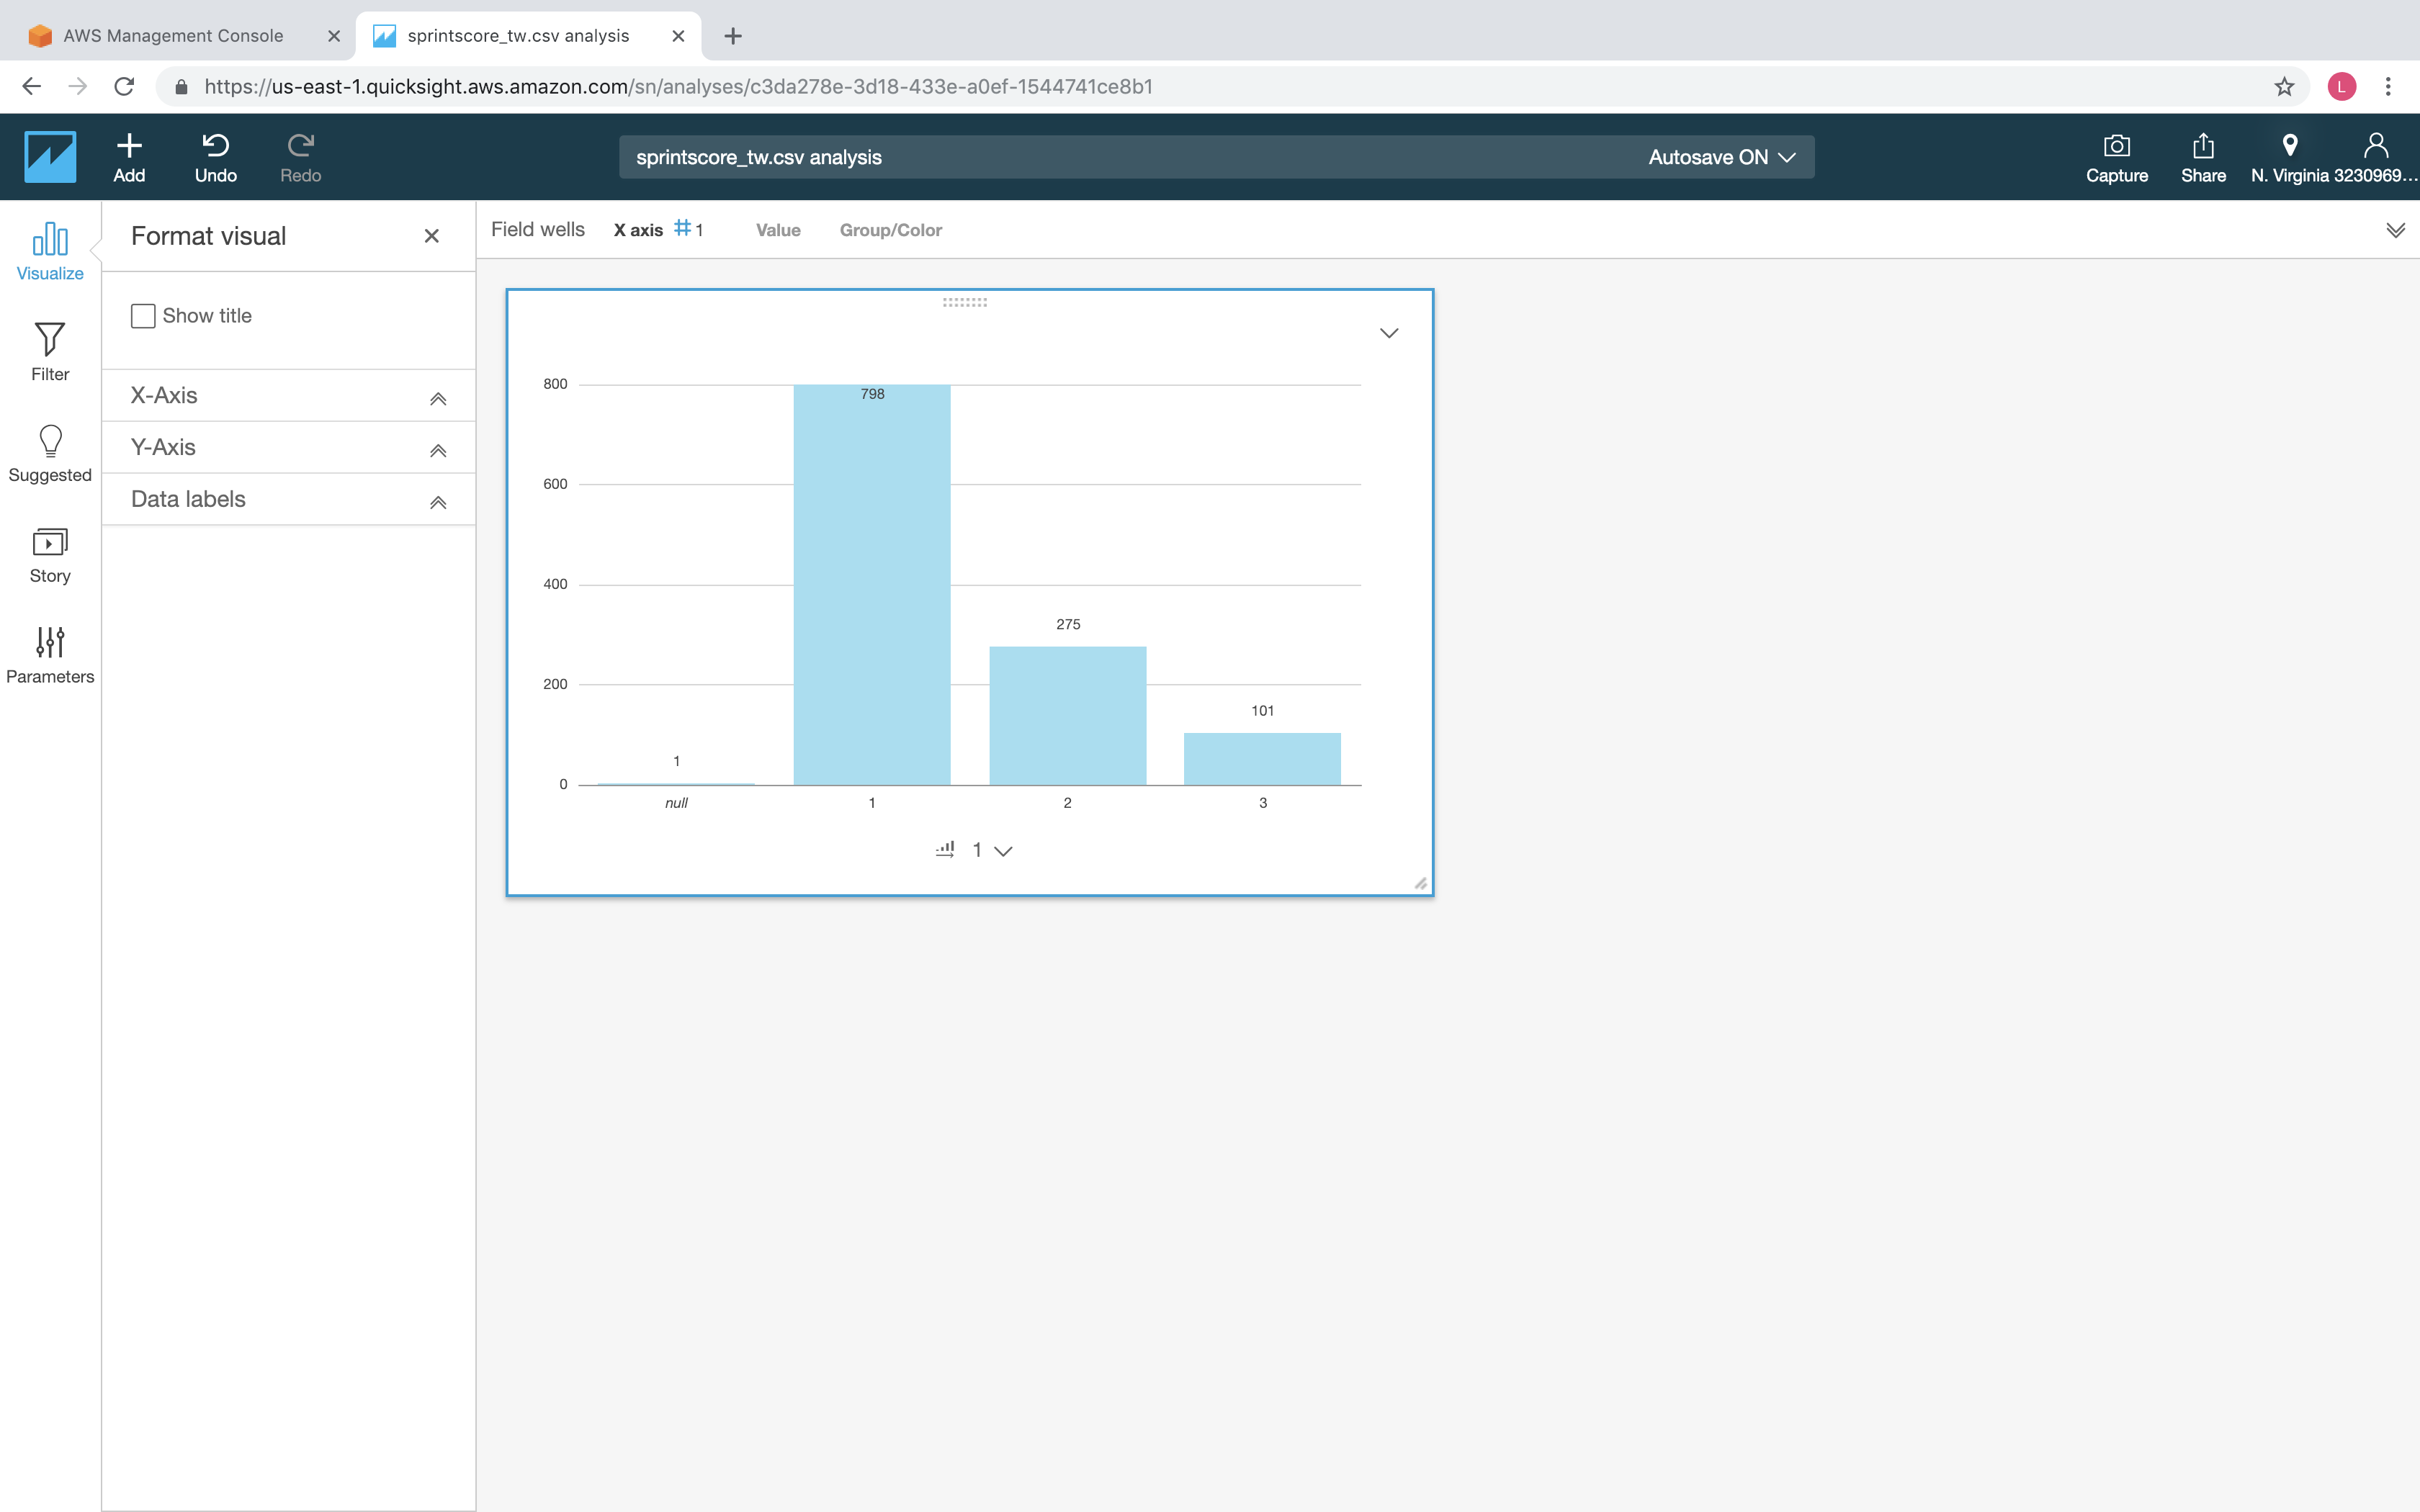 AWS Management Console
sprintscore_tw.csv analysis
https://us-east-1.quicksight.aws.amazon.com/sn/analyses/c3da278e-3d18-433e-a0ef-1544741ce8b1
L
Add
Undo
Redo
sprintscore_tw.csv analysis
Autosave ON
Capture
Share
N. Virginia
3230969...
Visualize
Filter
Suggested
Story
Parameters
Format visual
Show title
X-Axis
Y-Axis
Data labels
Field wells X axis # 1 Value Group/Color
800
600
400
200
0
798
275
101
1
null 1 2 3
1